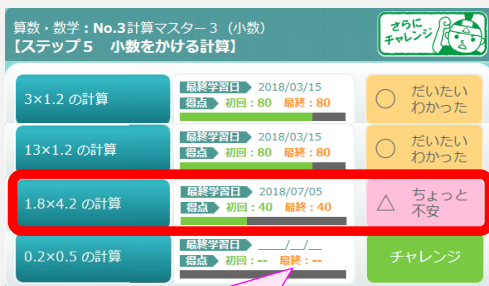 算数・数学：No.3計算マスター３（小数）
【ステップ５　小数をかける計算】
さらに
チャレンジ
3×1.2 の計算
最終学習日 2018/03/15
得点 初回：80 最終：80
○ だいたい
わかった
13×1.2 の計算
最終学習日 2018/03/15
得点 初回：80 最終：80
○ だいたい
わかった
1.8×4.2 の計算
最終学習日 2018/07/05
得点 初回：40 最終：40
△ ちょっと
不安
0.2×0.5 の計算
最終学習日 ____/__/__
得点 初回：-- 最終：--
チャレンジ